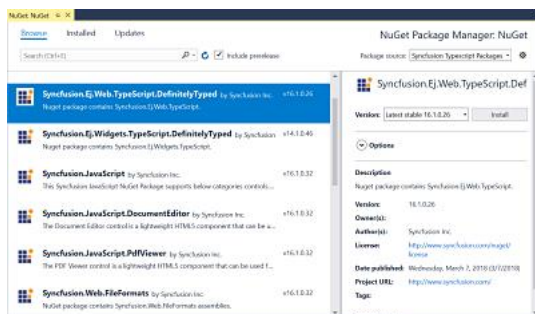 NuGet: NuGet
Browse Installed Updates
NuGet Package Manager: NuGet
Search (Ctrl+E)
Include prerelease
Package source: Syncfusion Typescript Packages
Syncfusion.Ej.Web.TypeScript.DefinitelyTyped by Syncfusion Inc. v16.1.0.26
Nuget package contains Syncfusion.Ej.Web.TypeScript.
Syncfusion.Ej.Widgets.TypeScript.DefinitelyTyped by Syncfusion v14.1.0.46
Nuget package contains Syncfusion.Ej.Widgets.TypeScript.
Syncfusion.JavaScript by Syncfusion Inc. v16.1.0.32
This Syncfusion JavaScript NuGet Package supports below categories controls...
Syncfusion.JavaScript.DocumentEditor by Syncfusion Inc. v16.1.0.32
The Document Editor control is a lightweight HTML5 component that can be u...
Syncfusion.JavaScript.PdfViewer by Syncfusion Inc. v16.1.0.32
The PDF Viewer control is a lightweight HTML5 component that can be used f...
Syncfusion.Web.FileFormats by Syncfusion Inc. v16.1.0.32
NuGet package contains Syncfusion.Web.FileFormats assemblies.
Syncfusion.Ej.Web.TypeScript.Def
Version: Latest stable 16.1.0.26 Install
Options
Description
Nuget package contains Syncfusion.Ej.Web.TypeScript.
Version: 16.1.0.26
Owner(s):
Author(s): Syncfusion Inc.
License: http://www.syncfusion.com/nuget/
license
Date published: Wednesday, March 7, 2018 (3/7/2018)
Project URL: http://www.syncfusion.com/
Tags: